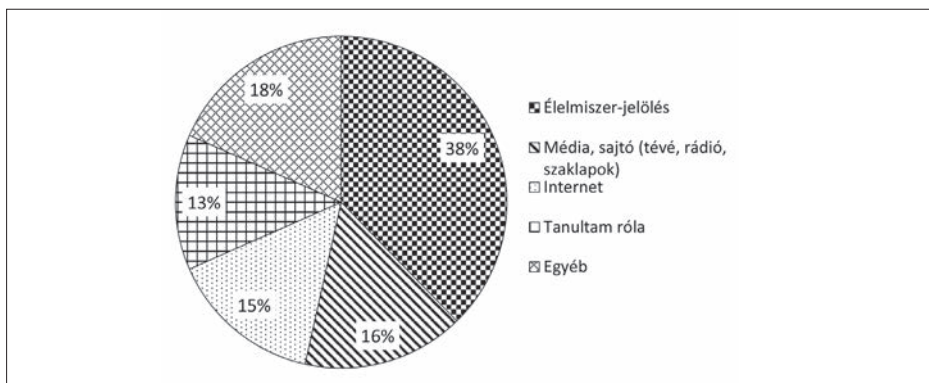 18%
38%
13%
15%
16%
Élelmiszer-jelölés
Média, sajtó (tévé, rádió,
szaklapok)
Internet
Tanultam róla
Egyéb